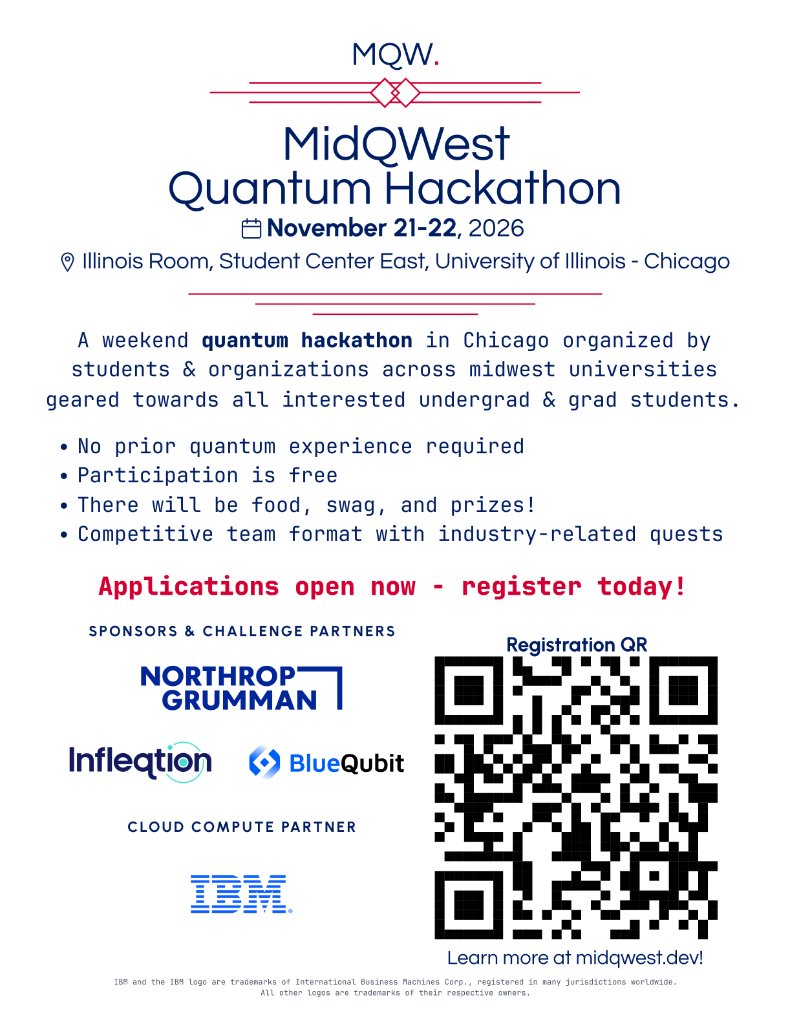 MQW.
MidQWest
Quantum Hackathon
November 21-22, 2026
Illinois Room, Student Center East, University of Illinois - Chicago
A weekend quantum hackathon in Chicago organized by
students & organizations across midwest universities
geared towards all interested undergrad & grad students.
• No prior quantum experience required
• Participation is free
• There will be food, swag, and prizes!
• Competitive team format with industry-related quests
Applications open now - register today!
SPONSORS & CHALLENGE PARTNERS
NORTHROP
GRUMMAN
Infleqtion
BlueQubit
CLOUD COMPUTE PARTNER
IBM®
Registration QR
Learn more at midqwest.dev!
IBM and the IBM logo are trademarks of International Business Machines Corp., registered in many jurisdictions worldwide.
All other logos are trademarks of their respective owners.